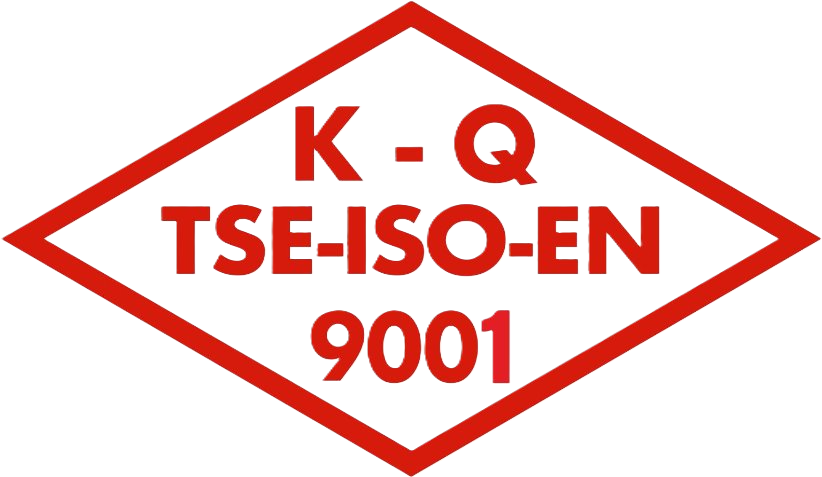 K - Q
TSE-ISO-EN
9001